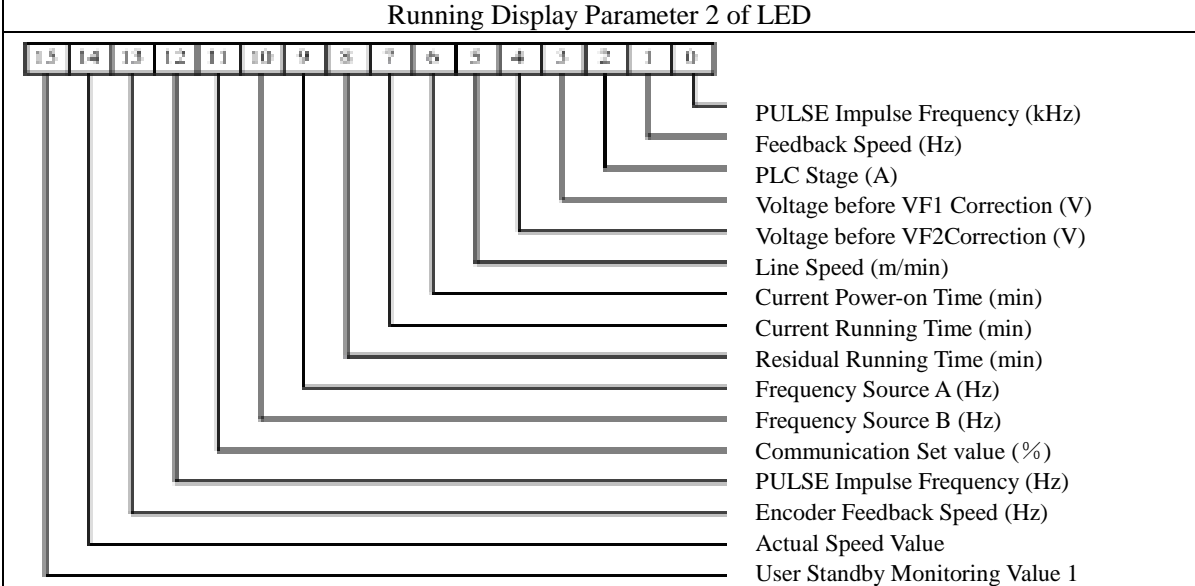 Running Display Parameter 2 of LED
15 14 13 12 11 10 9 8 7 6 5 4 3 2 1 0
PULSE Impulse Frequency (kHz)
Feedback Speed (Hz)
PLC Stage (A)
Voltage before VF1 Correction (V)
Voltage before VF2Correction (V)
Line Speed (m/min)
Current Power-on Time (min)
Current Running Time (min)
Residual Running Time (min)
Frequency Source A (Hz)
Frequency Source B (Hz)
Communication Set value (%)
PULSE Impulse Frequency (Hz)
Encoder Feedback Speed (Hz)
Actual Speed Value
User Standby Monitoring Value 1